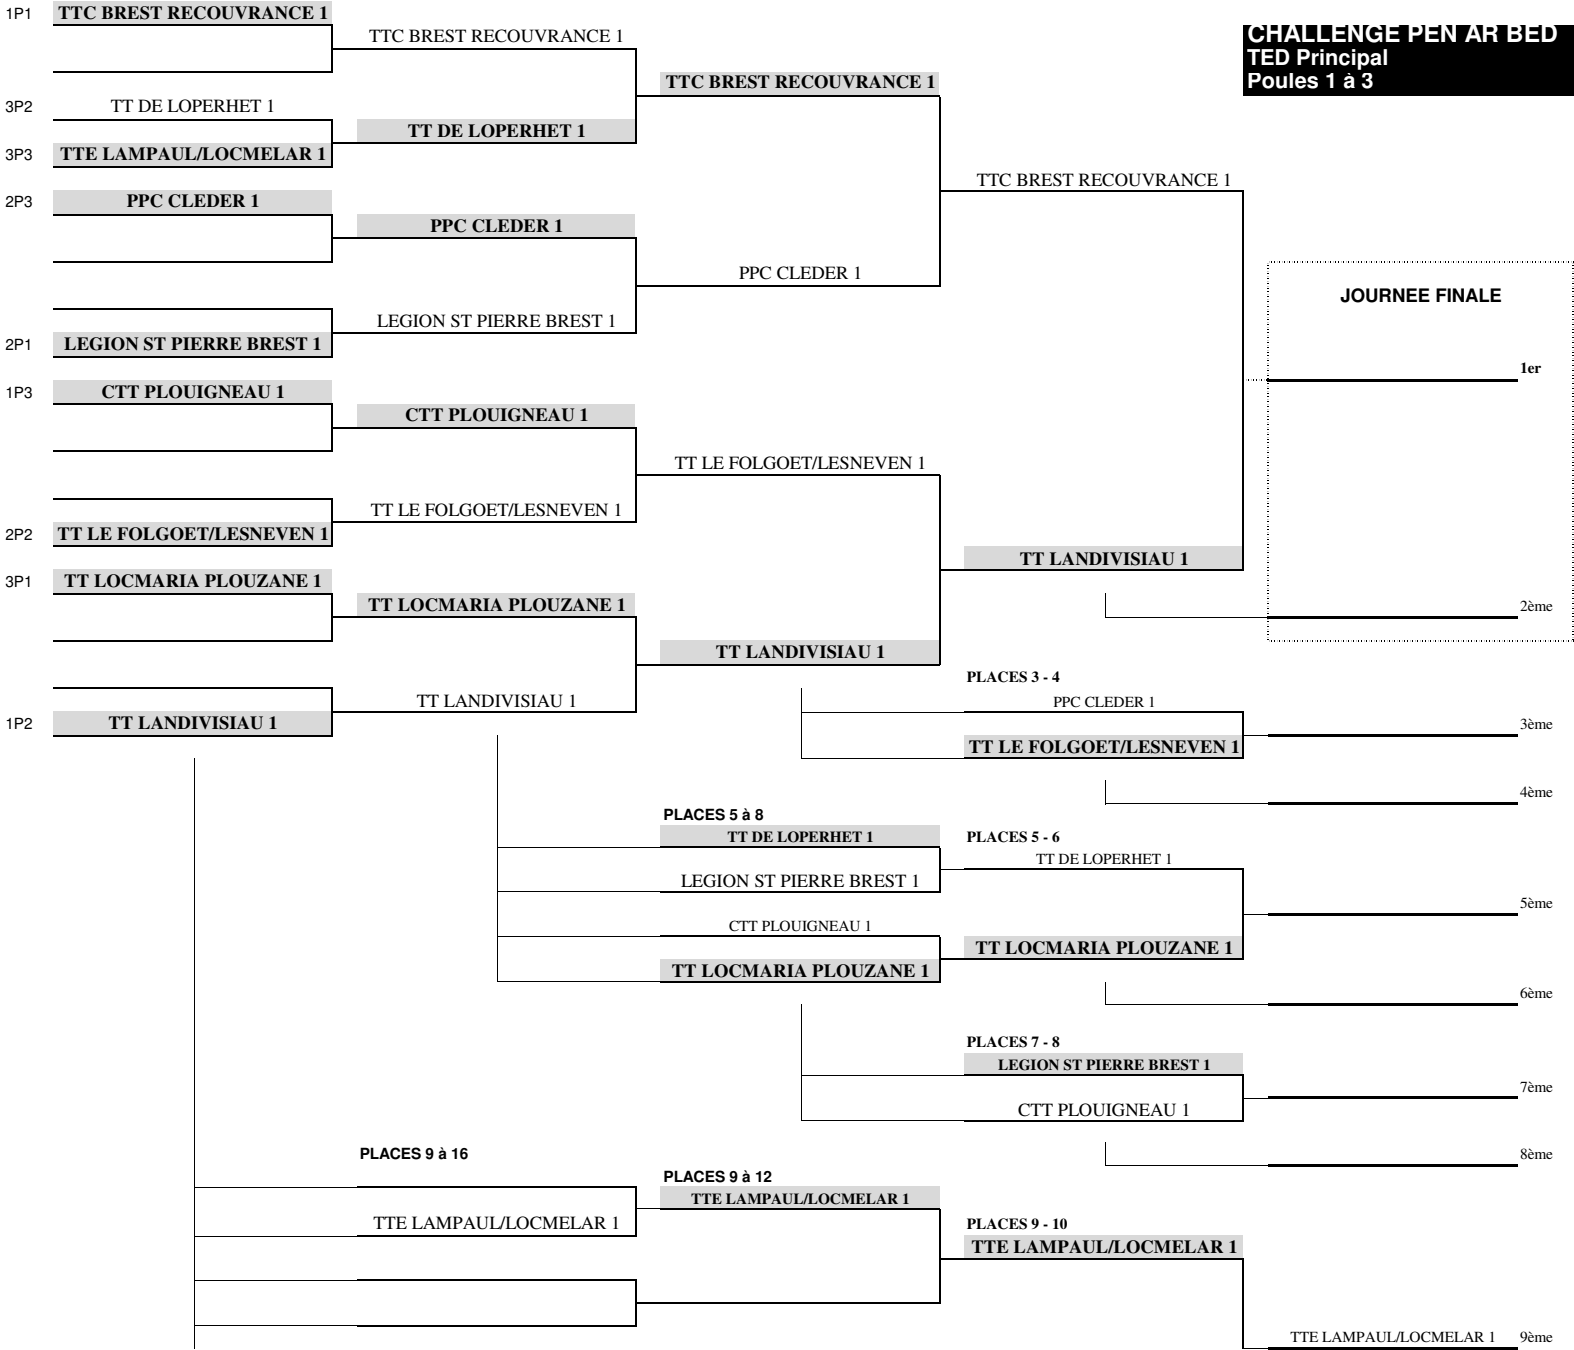 1P1 TTC BREST RECOUVRANCE 1
TTC BREST RECOUVRANCE 1
CHALLENGE PEN AR BED
TED Principal
Poules 1 à 3
TTC BREST RECOUVRANCE 1
3P2 TT DE LOPERHET 1
TT DE LOPERHET 1
3P3 TTE LAMPAUL/LOCMELAR 1
TTC BREST RECOUVRANCE 1
2P3 PPC CLEDER 1
PPC CLEDER 1
PPC CLEDER 1
JOURNEE FINALE
LEGION ST PIERRE BREST 1
2P1 LEGION ST PIERRE BREST 1
1er
1P3 CTT PLOUIGNEAU 1
CTT PLOUIGNEAU 1
TT LE FOLGOET/LESNEVEN 1
TT LE FOLGOET/LESNEVEN 1
2P2 TT LE FOLGOET/LESNEVEN 1
TT LANDIVISIAU 1
3P1 TT LOCMARIA PLOUZANE 1
TT LOCMARIA PLOUZANE 1
2ème
TT LANDIVISIAU 1
PLACES 3 - 4
TT LANDIVISIAU 1
PPC CLEDER 1
1P2 TT LANDIVISIAU 1
3ème
TT LE FOLGOET/LESNEVEN 1
4ème
PLACES 5 à 8
TT DE LOPERHET 1
PLACES 5 - 6
TT DE LOPERHET 1
LEGION ST PIERRE BREST 1
5ème
CTT PLOUIGNEAU 1
TT LOCMARIA PLOUZANE 1
TT LOCMARIA PLOUZANE 1
6ème
PLACES 7 - 8
LEGION ST PIERRE BREST 1
7ème
CTT PLOUIGNEAU 1
PLACES 9 à 16
8ème
PLACES 9 à 12
TTE LAMPAUL/LOCMELAR 1
TTE LAMPAUL/LOCMELAR 1
PLACES 9 - 10
TTE LAMPAUL/LOCMELAR 1
TTE LAMPAUL/LOCMELAR 1 9ème